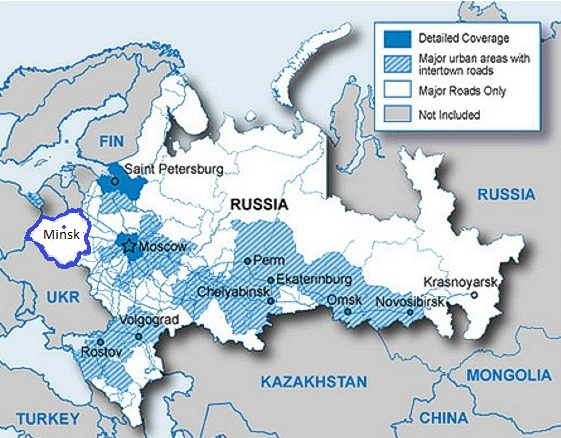 Detailed Coverage
Major urban areas with
intertown roads
Major Roads Only
Not Included
FIN
Saint Petersburg
RUSSIA
RUSSIA
Minsk
Moscow
Perm
Ekaterinburg
Krasnoyarsk
UKR
Chelyabinsk
Omsk
Novosibirsk
Volgograd
Rostov
KAZAKHSTAN
MONGOLIA
TURKEY
CHINA